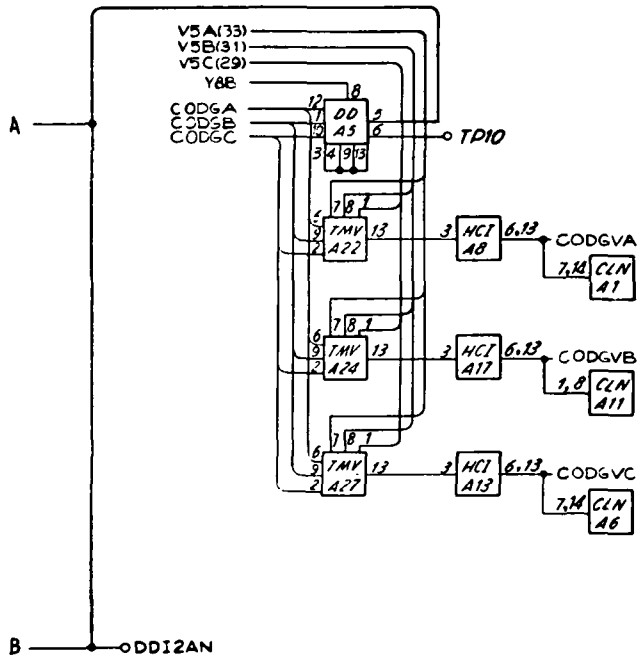 V5A(33)
V5B(31)
V5C(29)
Y8B
8
CODGA 12 DD 5
A
CODGB 1 A5 6 TP10
CODGC 10
3 4 9 13
7 8 1
6 TMV 13 3 HCI 6,13 CODGVA
9 A22 A8
2
7,14 CLN
A1
7 8 1
6 TMV 13 3 HCI 6,13 CODGVB
9 A24 A17
2
1,8 CLN
A11
7 8 1
6 TMV 13 3 HCI 6,13 CODGVC
9 A27 A13
2
7,14 CLN
A6
B DDI2AN